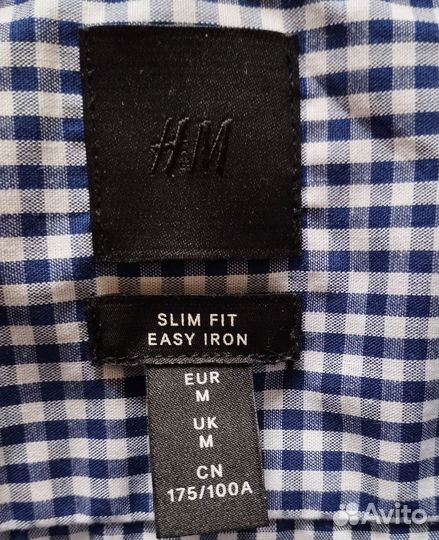 H&M
SLIM FIT
EASY IRON
EUR
M
UK
M
CN
175/100A
Avito